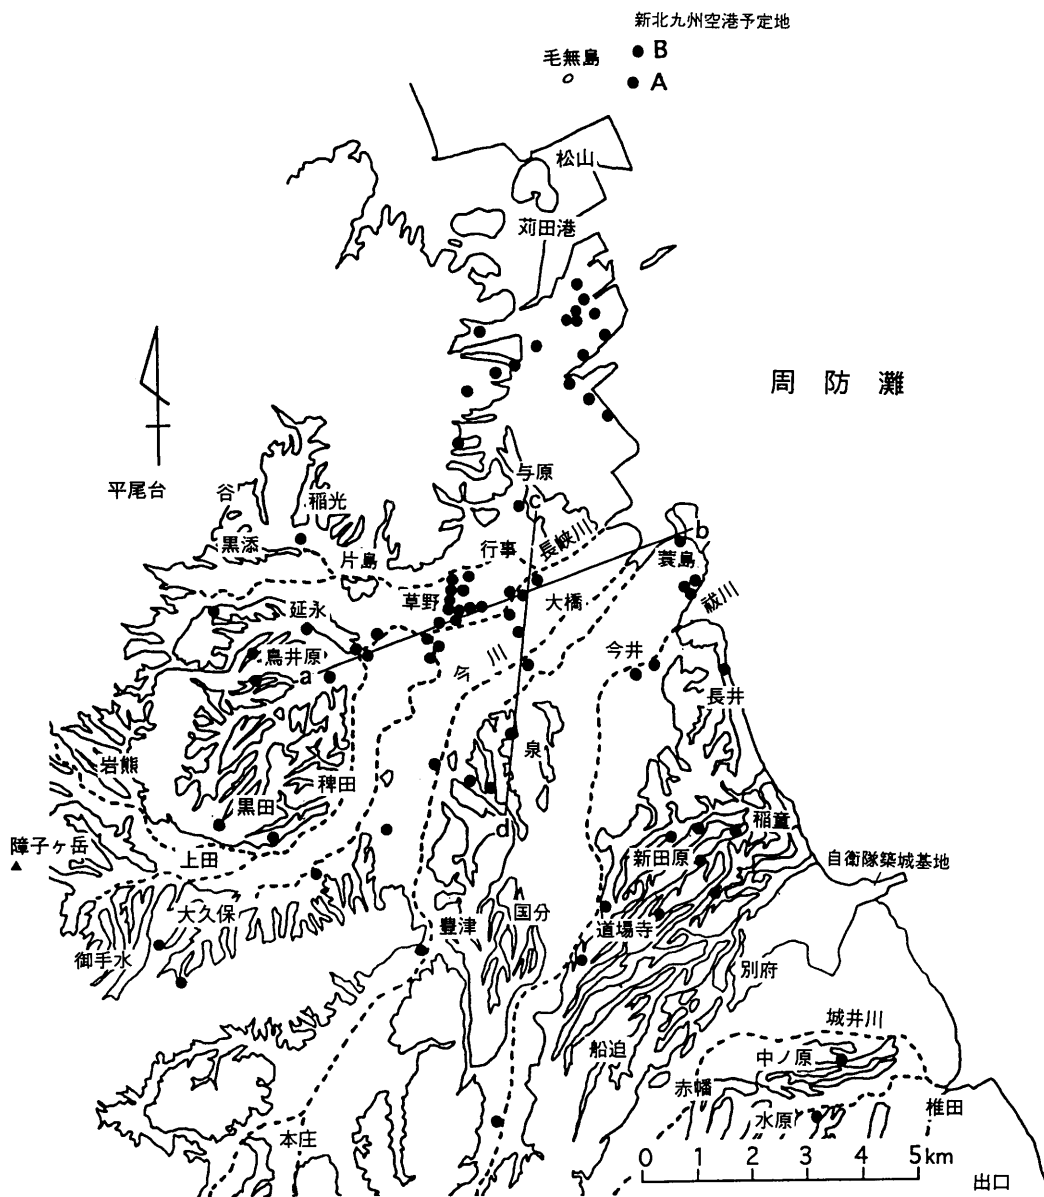 新北九州空港予定地
B
毛無島
A
松山
苅田港
周防灘
与原
平尾台
谷
稲光
c
長峡川
b
黒添
片島
行事
蓑島
草野
大橋
祓川
延永
鳥井原
a
今川
今井
長井
泉
岩熊
稗田
黒田
d
稲童
障子ヶ岳
上田
新田原
自衛隊築城基地
大久保
豊津
国分
道場寺
御手水
別府
城井川
船迫
中ノ原
赤幡
椎田
水原
本庄
0 1 2 3 4 5km
出口